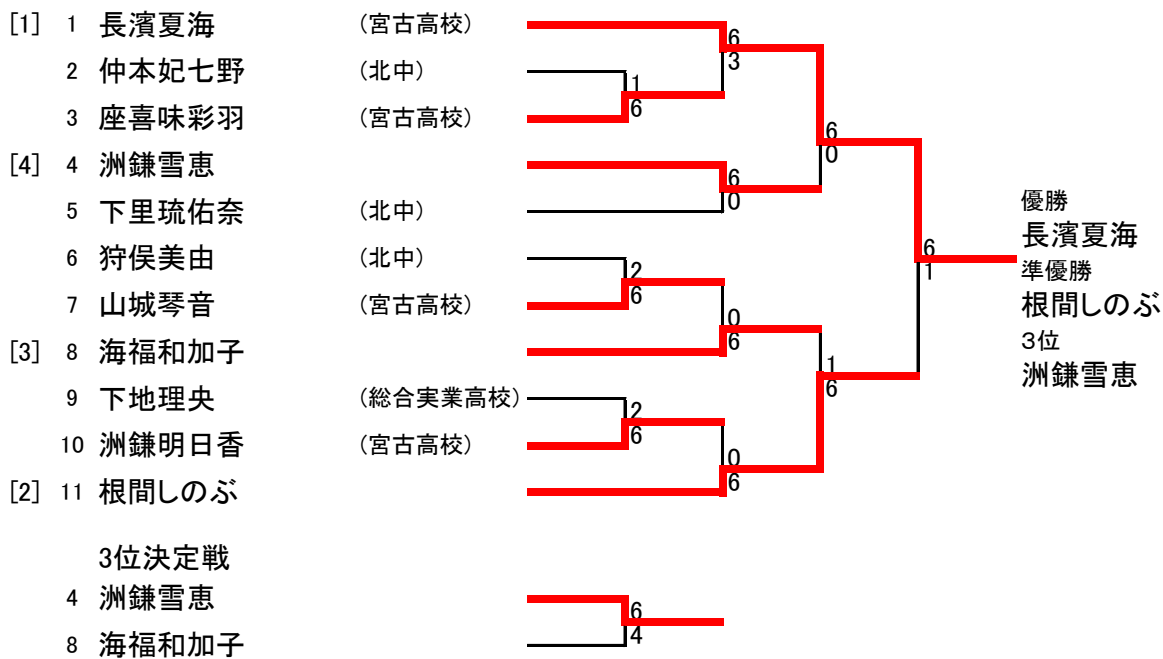 [1] 1 長濱夏海 (宮古高校)
6
3
2 仲本妃七野 (北中)
1
6
3 座喜味彩羽 (宮古高校)
6
0
[4] 4 洲鎌雪恵
6
0
5 下里琉佑奈 (北中)
優勝
長濱夏海
準優勝
根間しのぶ
3位
洲鎌雪恵
6
1
6 狩俣美由 (北中)
2
6
7 山城琴音 (宮古高校)
0
6
[3] 8 海福和加子
1
6
9 下地理央 (総合実業高校)
2
6
10 洲鎌明日香 (宮古高校)
0
6
[2] 11 根間しのぶ
3位決定戦
4 洲鎌雪恵
6
4
8 海福和加子